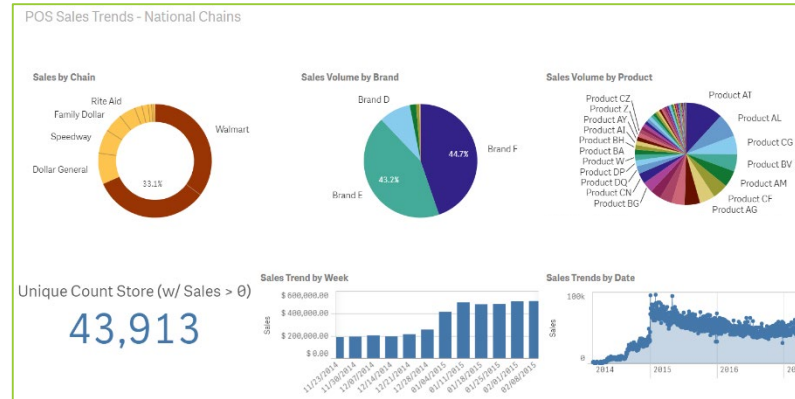 POS Sales Trends - National Chains
Sales by Chain
Rite Aid
Family Dollar
Speedway
Dollar General
Walmart
33.1%
Sales Volume by Brand
Brand D
Brand F
Brand E
44.7%
43.2%
Sales Volume by Product
Product CZ
Product Z
Product AY
Product AI
Product BH
Product BA
Product W
Product DP
Product DQ
Product CN
Product BG
Product AT
Product AL
Product CG
Product BV
Product AM
Product CF
Product AG
Unique Count Store (w/ Sales > 0)
43,913
Sales Trend by Week
Sales
$ 600,000.00
$ 400,000.00
$ 200,000.00
$ 0.00
11/23/2014
11/30/2014
12/07/2014
12/14/2014
12/21/2014
12/28/2014
01/04/2015
01/11/2015
01/18/2015
01/25/2015
02/01/2015
02/08/2015
Sales Trends by Date
Sales
100k
0
2014
2015
2016